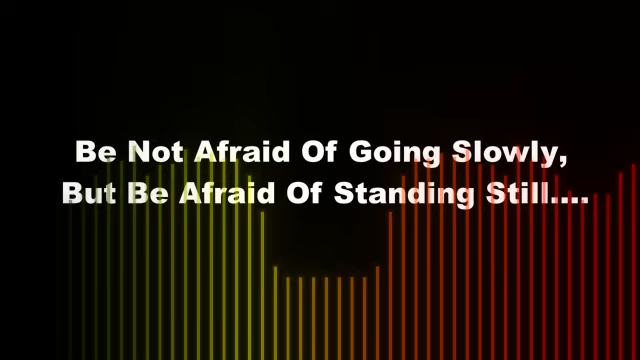 Be Not Afraid Of Going Slowly,
But Be Afraid Of Standing Still....